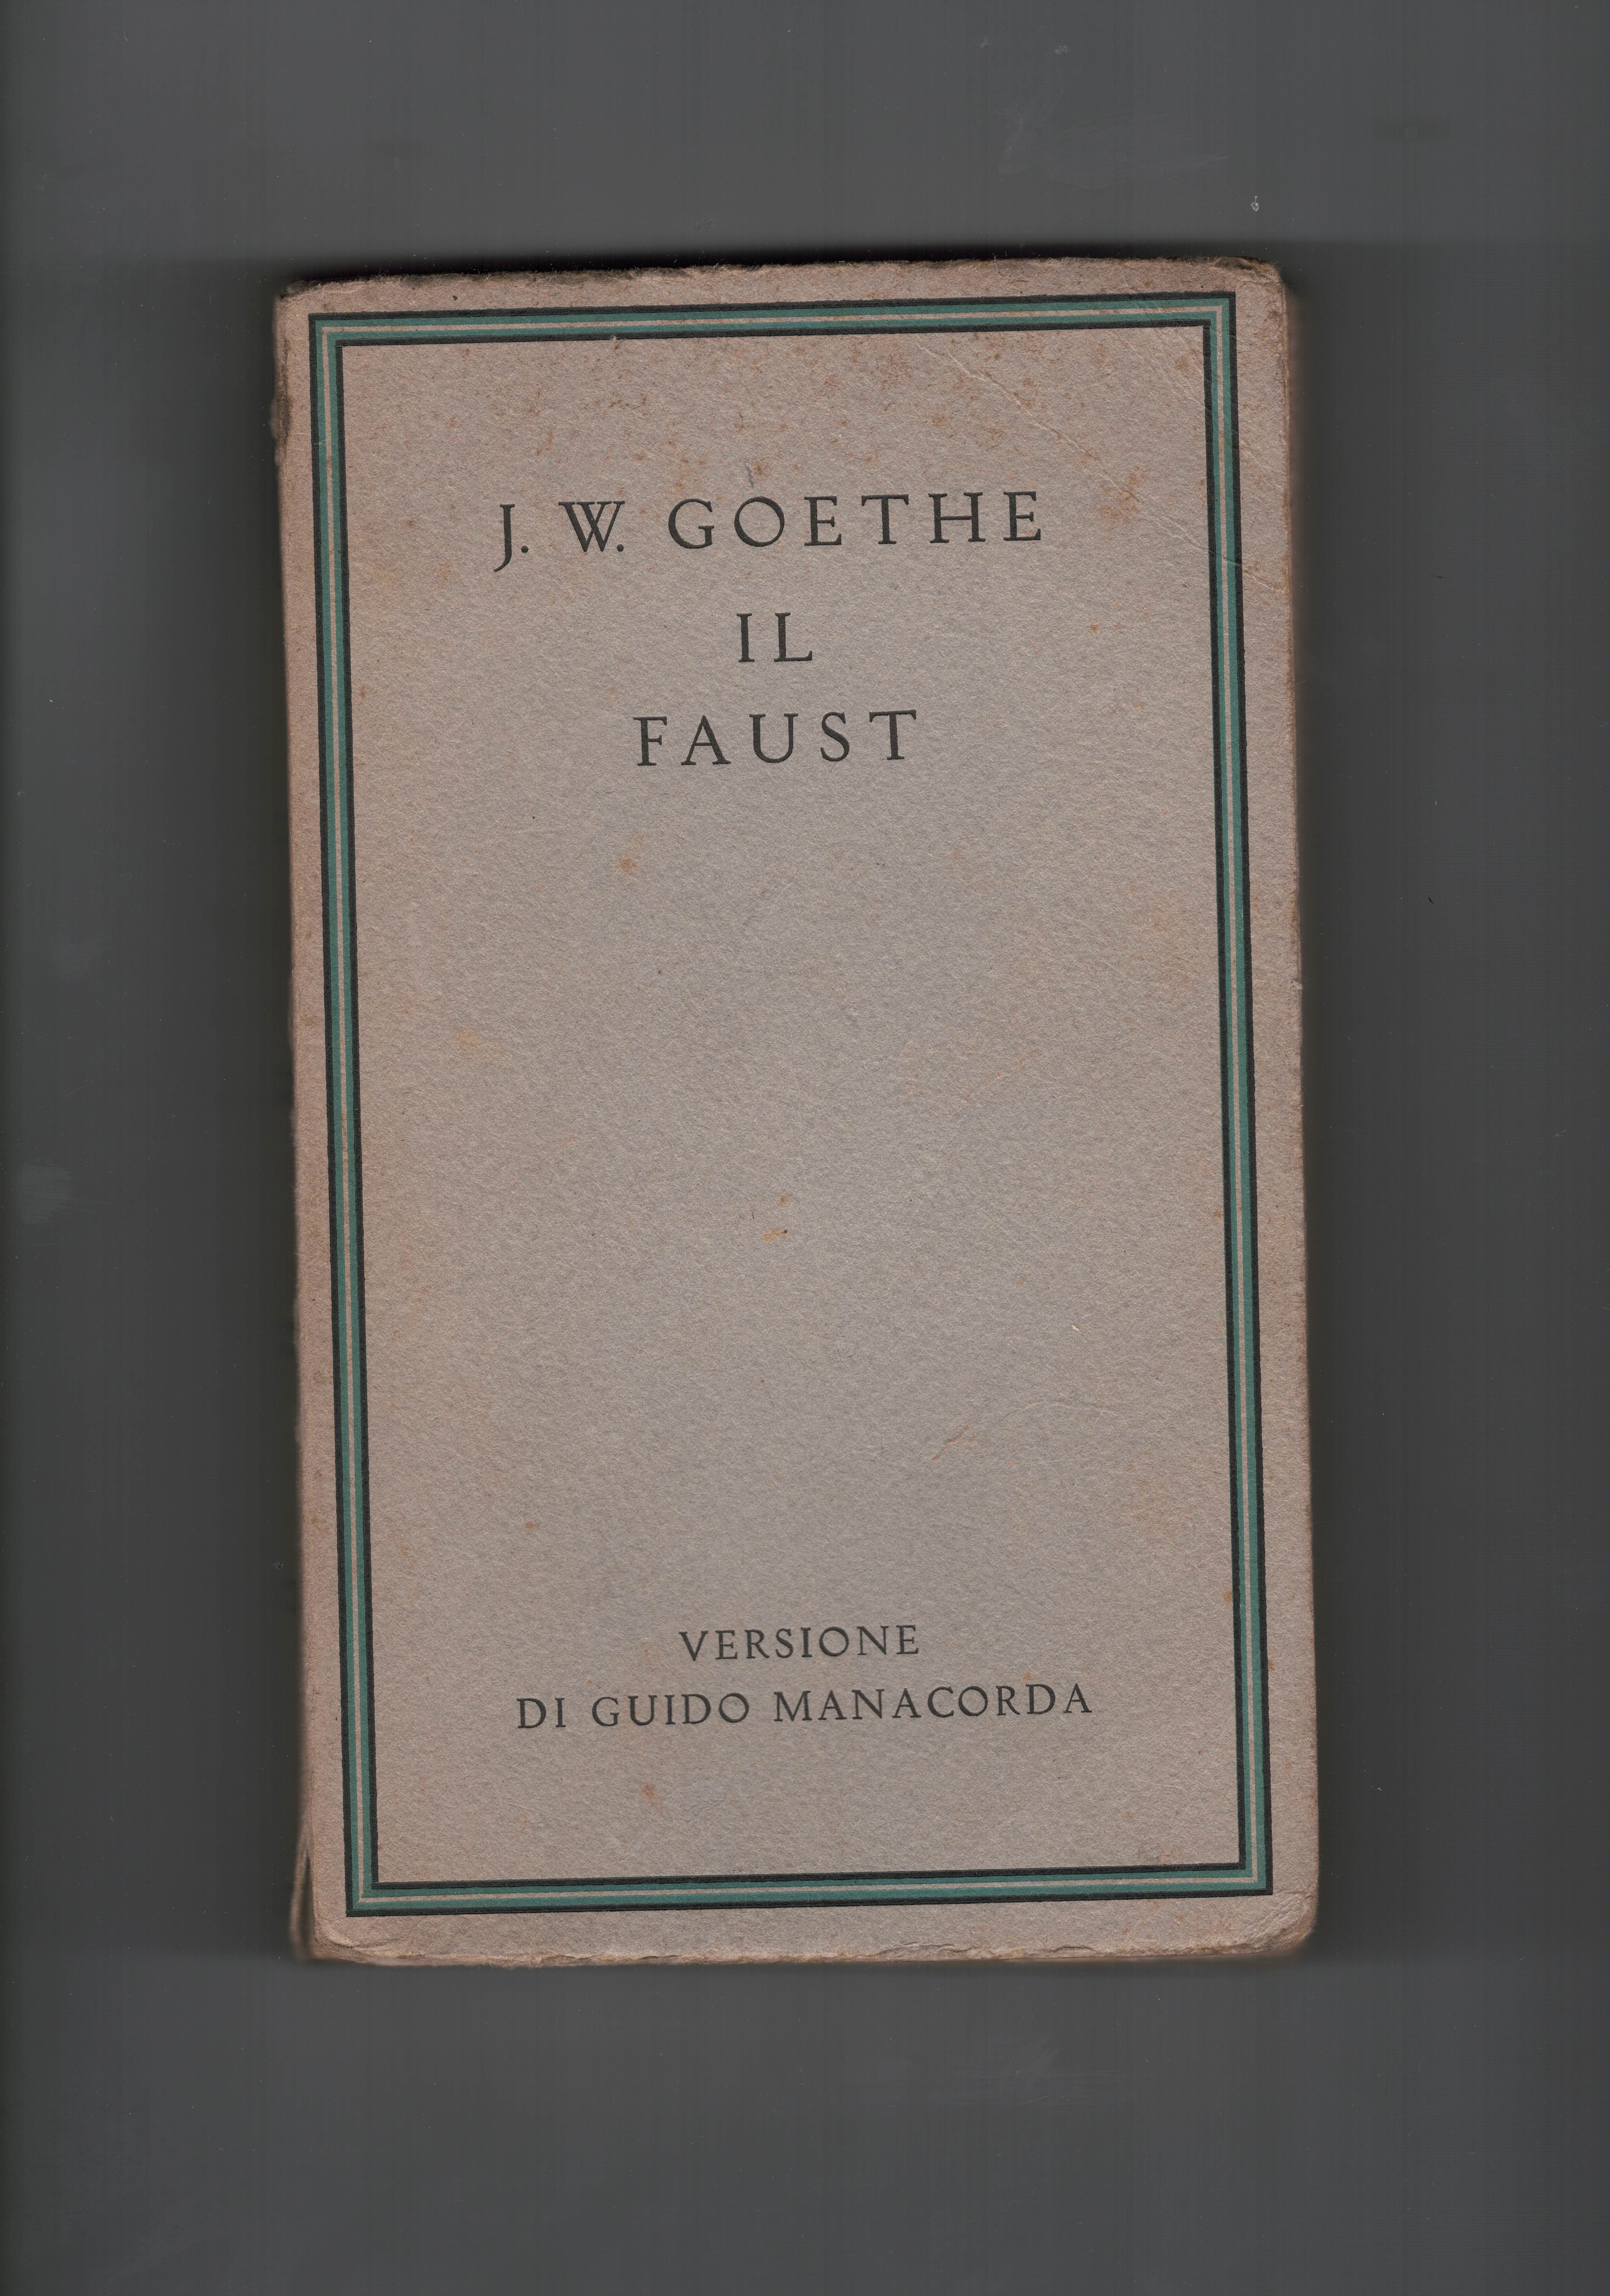 J. W. GOETHE
IL
FAUST
VERSIONE
DI GUIDO MANACORDA